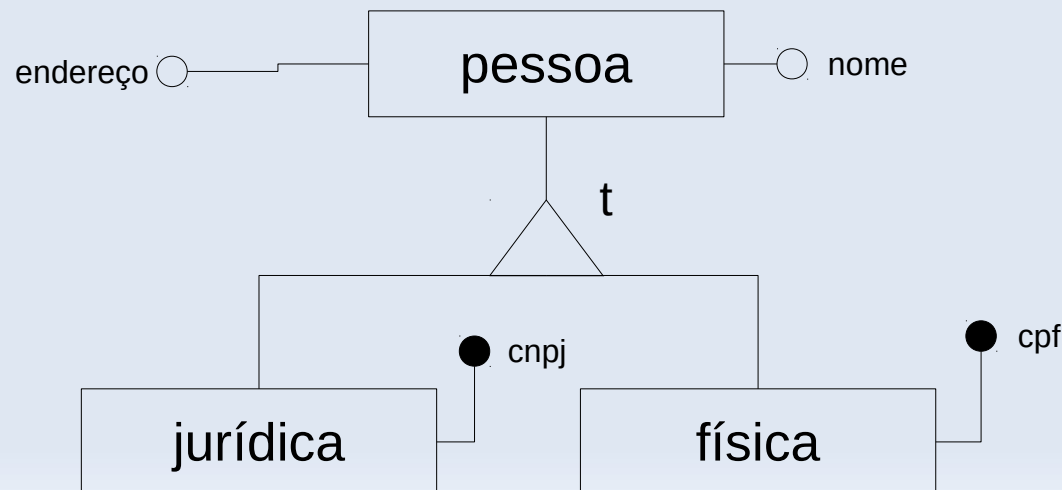 endereço
pessoa
nome
t
cnpj
cpf
jurídica
física